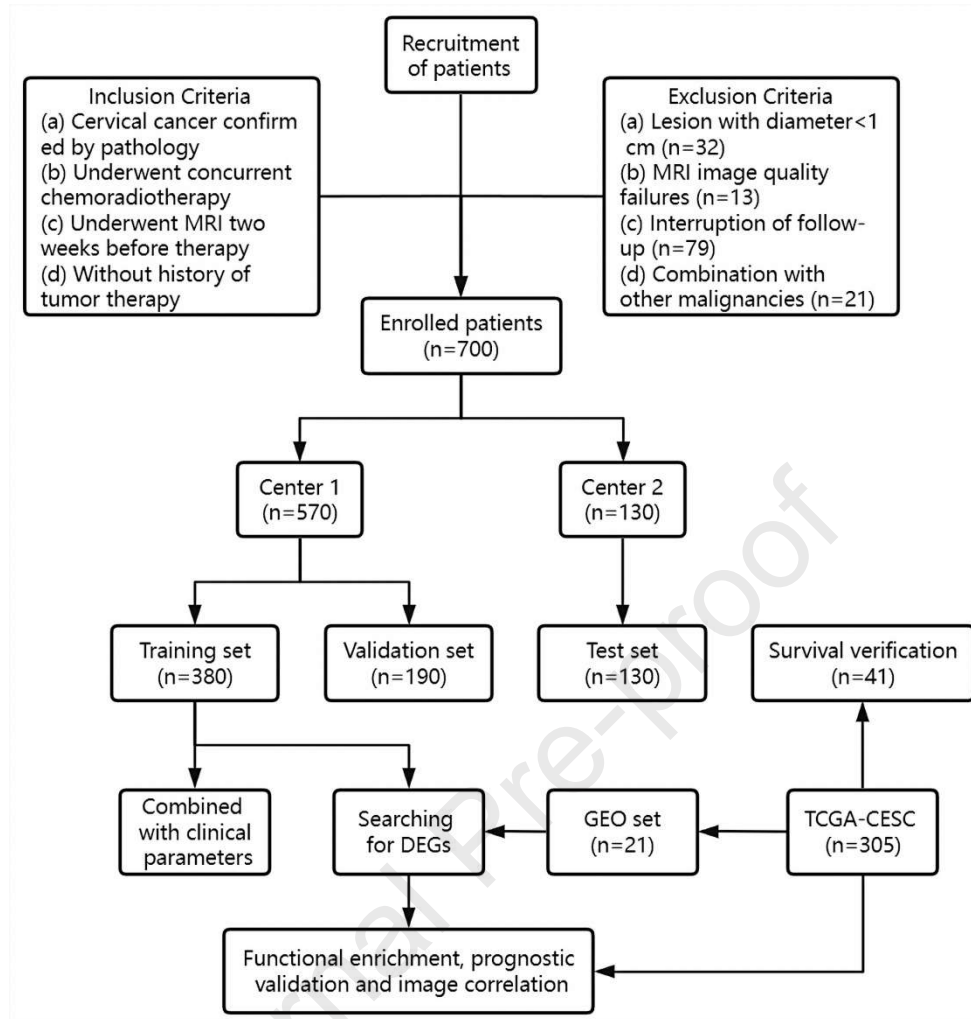 Recruitment
of patients
Inclusion Criteria
(a) Cervical cancer confirm
ed by pathology
(b) Underwent concurrent
chemoradiotherapy
(c) Underwent MRI two
weeks before therapy
(d) Without history of
tumor therapy
Exclusion Criteria
(a) Lesion with diameter<1
cm (n=32)
(b) MRI image quality
failures (n=13)
(c) Interruption of follow-
up (n=79)
(d) Combination with
other malignancies (n=21)
Enrolled patients
(n=700)
Center 1
(n=570)
Center 2
(n=130)
Training set
(n=380)
Validation set
(n=190)
Test set
(n=130)
Survival verification
(n=41)
Combined
with clinical
parameters
Searching
for DEGs
GEO set
(n=21)
TCGA-CESC
(n=305)
Functional enrichment, prognostic
validation and image correlation
rnal Pre-proof